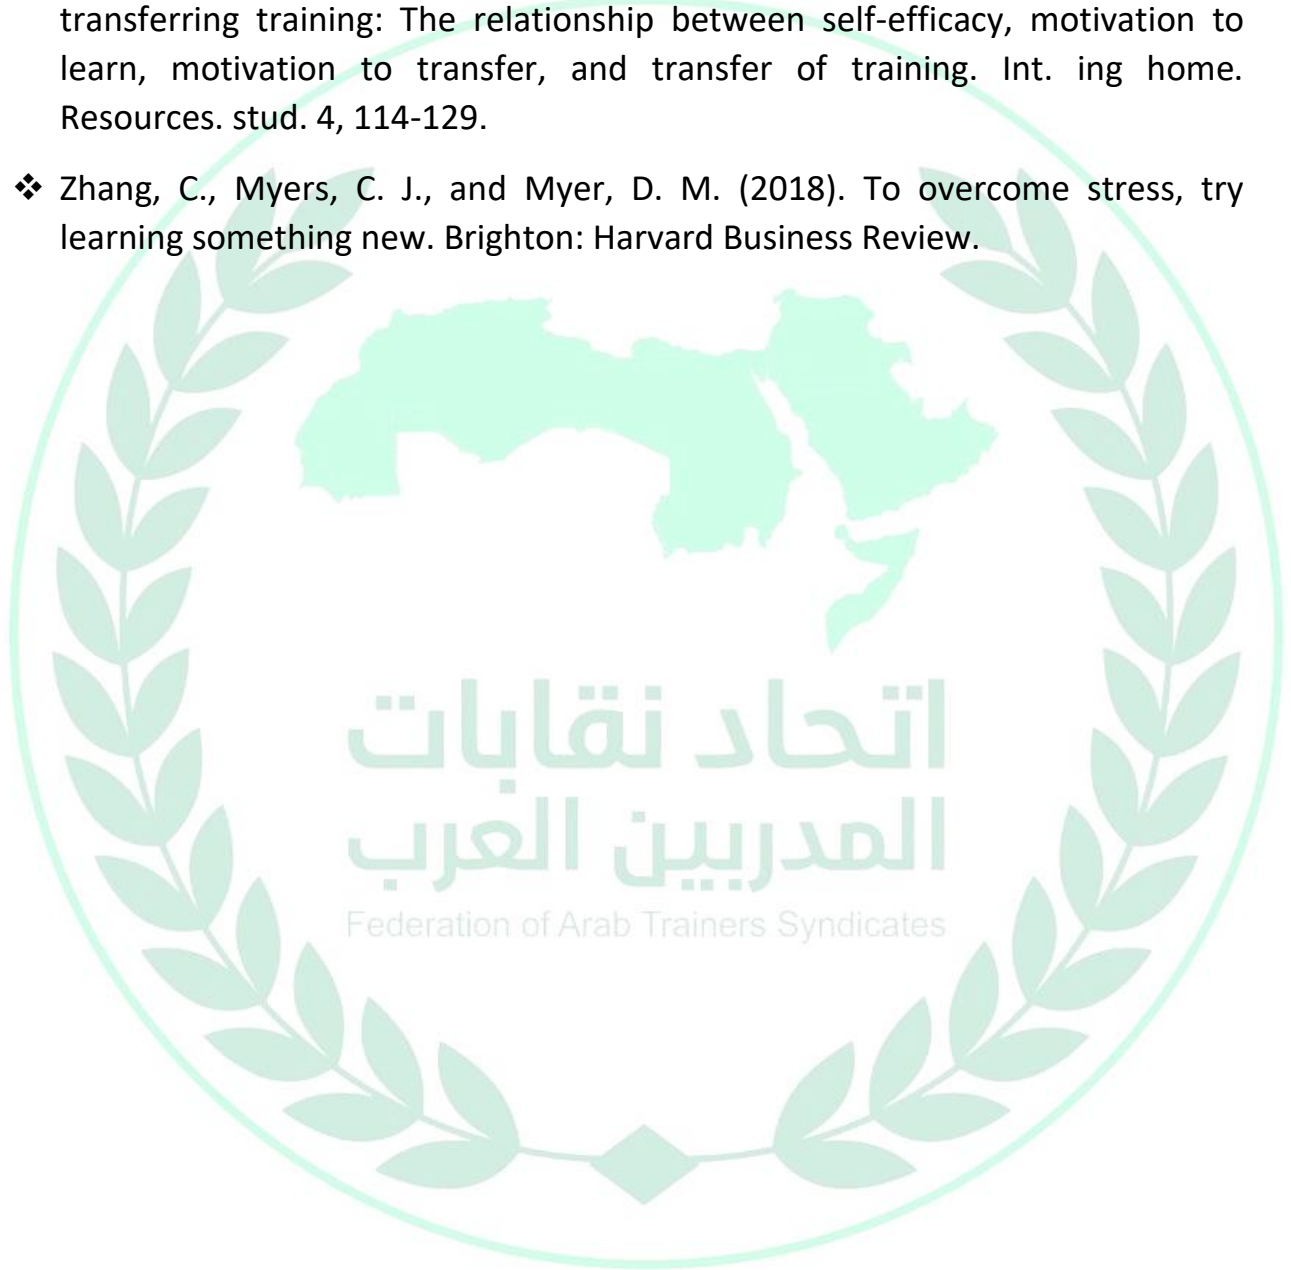 transferring training: The relationship between self-efficacy, motivation to
learn, motivation to transfer, and transfer of training. Int. ing home.
Resources. stud. 4, 114-129.
❖ Zhang, C., Myers, C. J., and Myer, D. M. (2018). To overcome stress, try
learning something new. Brighton: Harvard Business Review.
اتحاد نقابات
المدربين العرب
Federation of Arab Trainers Syndicates